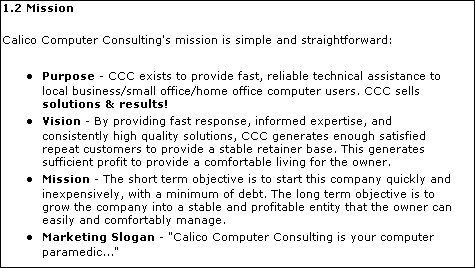 1.2 Mission
Calico Computer Consulting's mission is simple and straightforward:
● Purpose - CCC exists to provide fast, reliable technical assistance to
local business/small office/home office computer users. CCC sells
solutions & results!
● Vision - By providing fast response, informed expertise, and
consistently high quality solutions, CCC generates enough satisfied
repeat customers to provide a stable retainer base. This generates
sufficient profit to provide a comfortable living for the owner.
● Mission - The short term objective is to start this company quickly and
inexpensively, with a minimum of debt. The long term objective is to
grow the company into a stable and profitable entity that the owner can
easily and comfortably manage.
● Marketing Slogan - "Calico Computer Consulting is your computer
paramedic..."